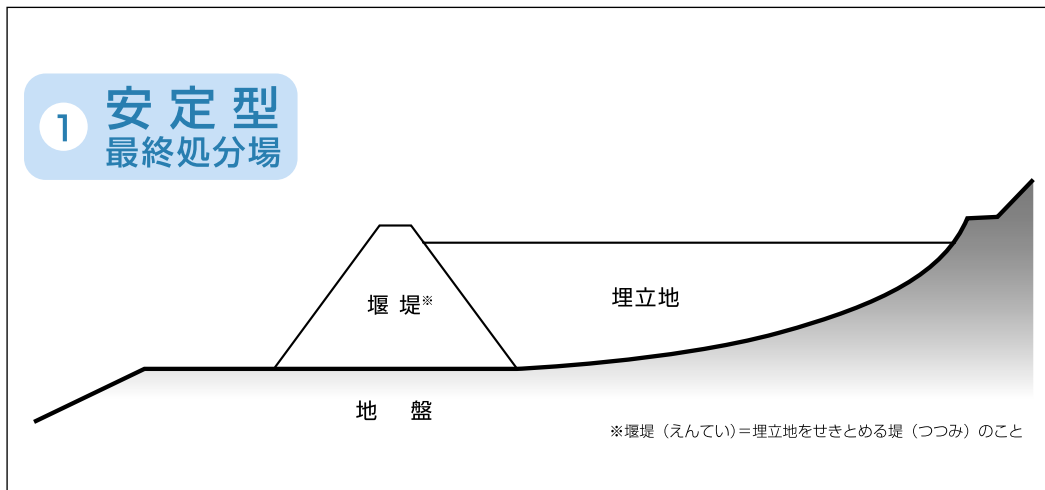 1
安定型
最終処分場
堰堤※
埋立地
地盤
※堰堤(えんてい)=埋立地をせきとめる堤(つつみ)のこと